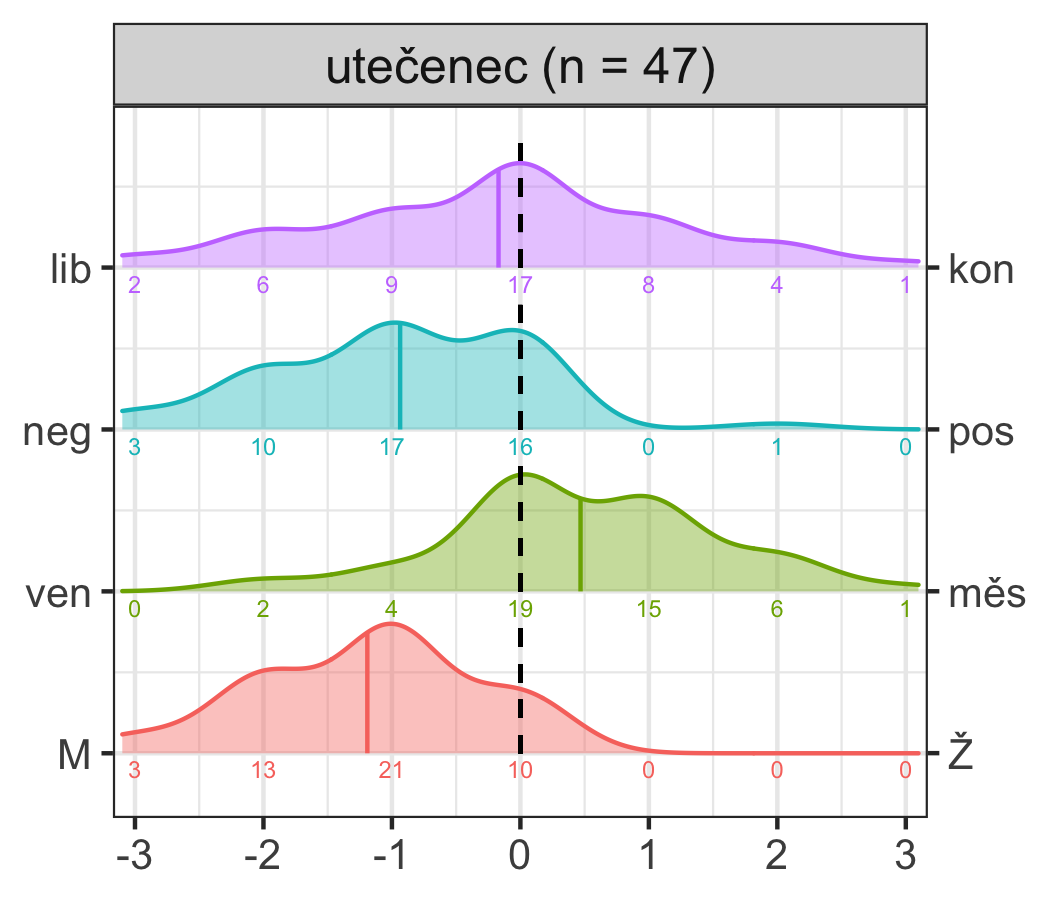 utečenec (n = 47)
lib kon
2 6 9 17 8 4 1
neg pos
3 10 17 16 0 1 0
ven měs
0 2 4 19 15 6 1
M Ž
3 13 21 10 0 0 0
-3 -2 -1 0 1 2 3